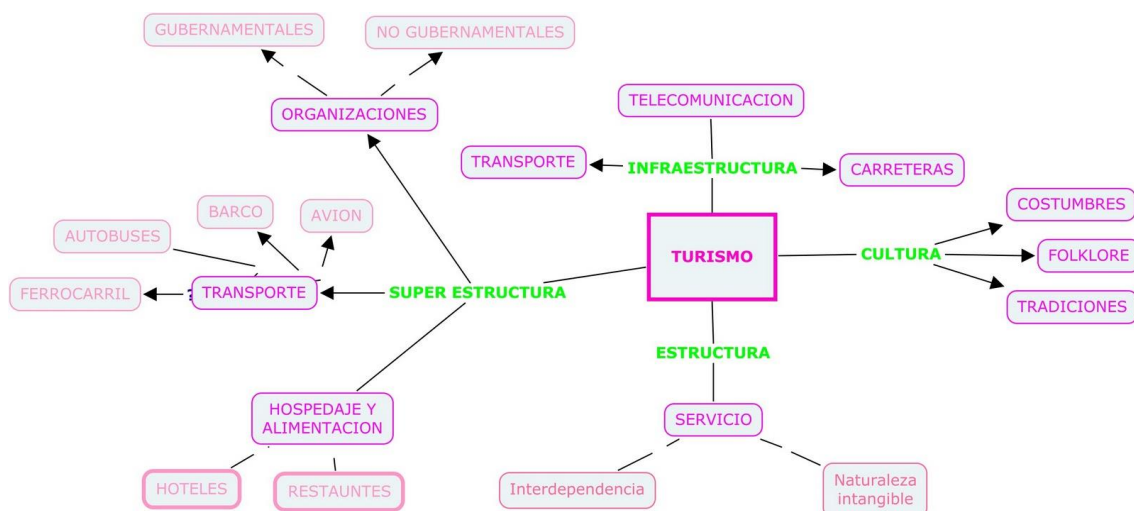 GUBERNAMENTALES
NO GUBERNAMENTALES
ORGANIZACIONES
TELECOMUNICACION
TRANSPORTE
INFRAESTRUCTURA
CARRETERAS
COSTUMBRES
BARCO
AVION
AUTOBUSES
TURISMO
CULTURA
FOLKLORE
FERROCARRIL
?
TRANSPORTE
SUPER ESTRUCTURA
TRADICIONES
ESTRUCTURA
HOSPEDAJE Y
ALIMENTACION
SERVICIO
HOTELES
RESTAUNTES
Interdependencia
Naturaleza
intangible